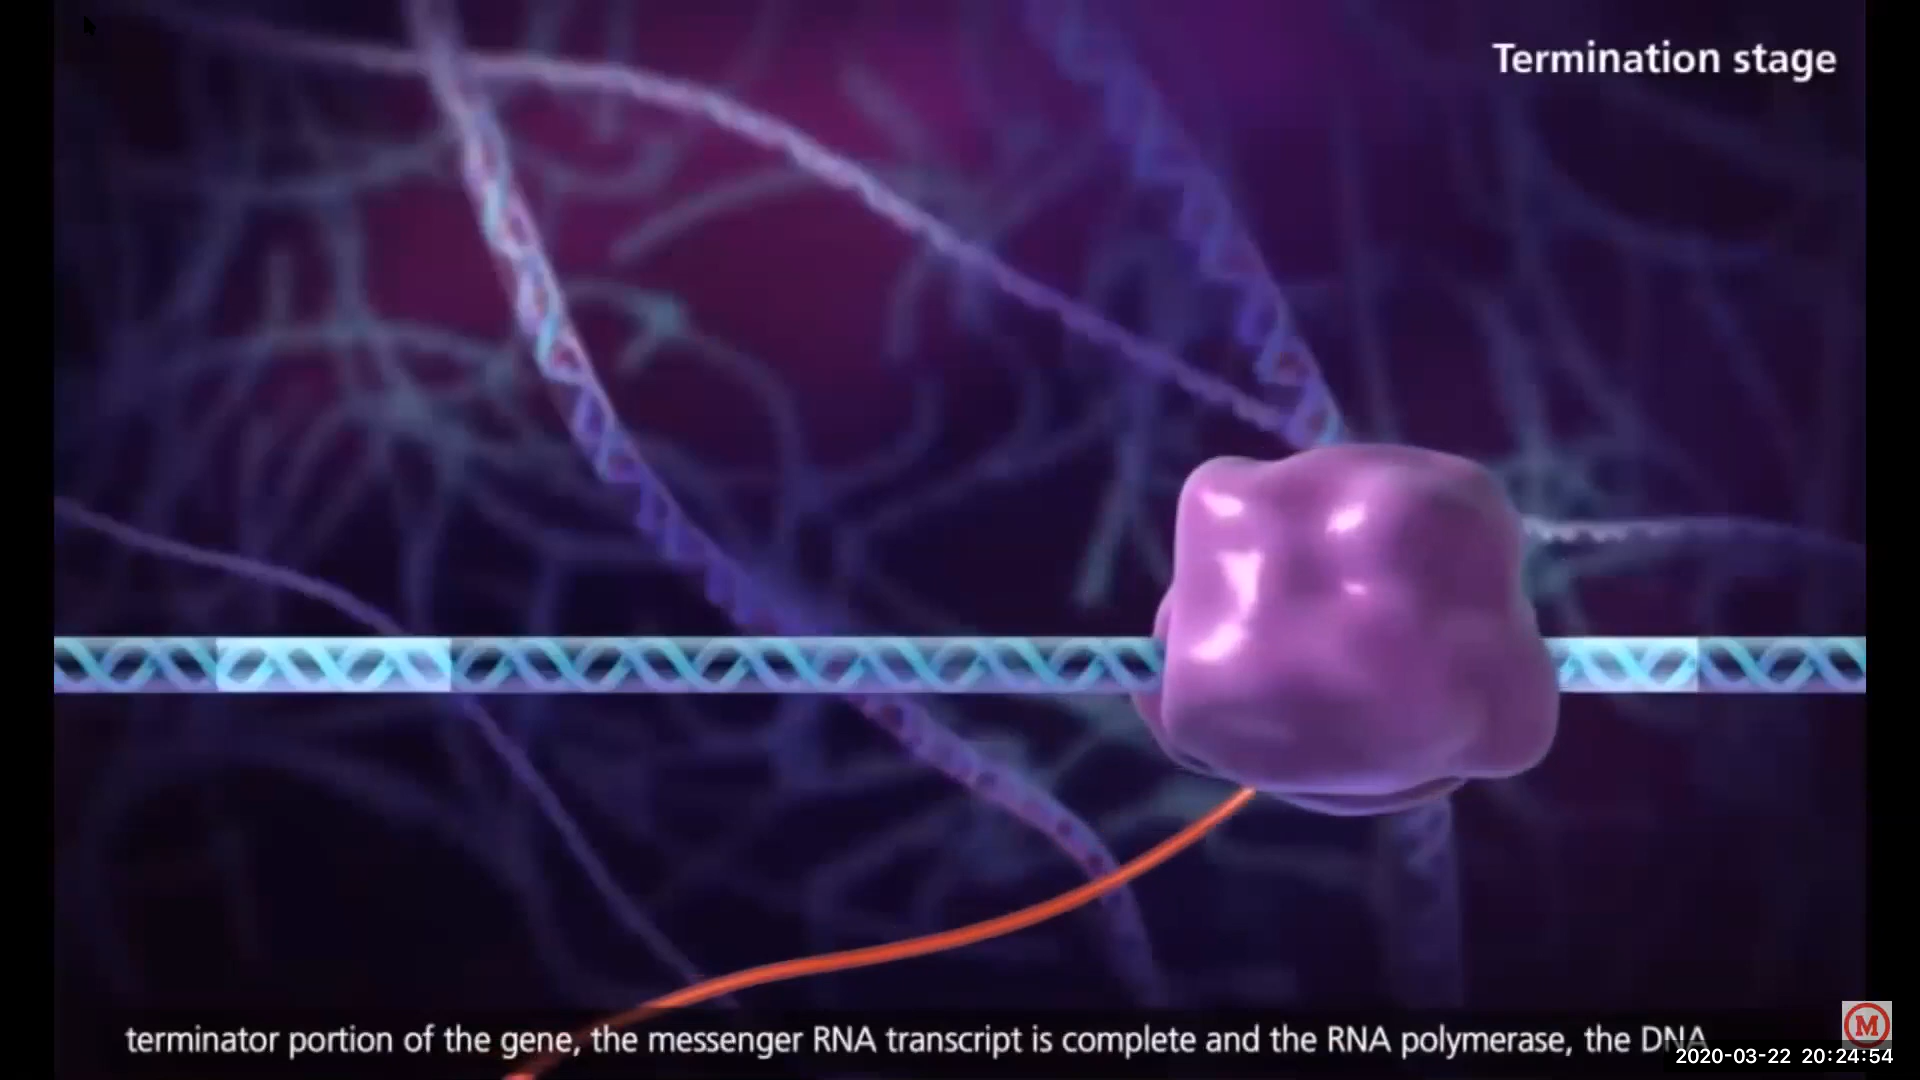 Termination stage
terminator portion of the gene, the messenger RNA transcript is complete and the RNA polymerase, the DNA
M
2020-03-22 20:24:54